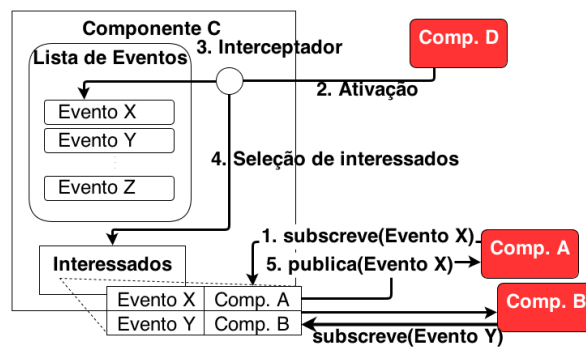 Componente C
3. Interceptador
Comp. D
Lista de Eventos
2. Ativação
Evento X
Evento Y
Evento Z
4. Seleção de interessados
1. subscreve(Evento X)
Comp. A
Interessados
5. publica(Evento X)
Evento X Comp. A
Comp. B
Evento Y Comp. B
subscreve(Evento Y)